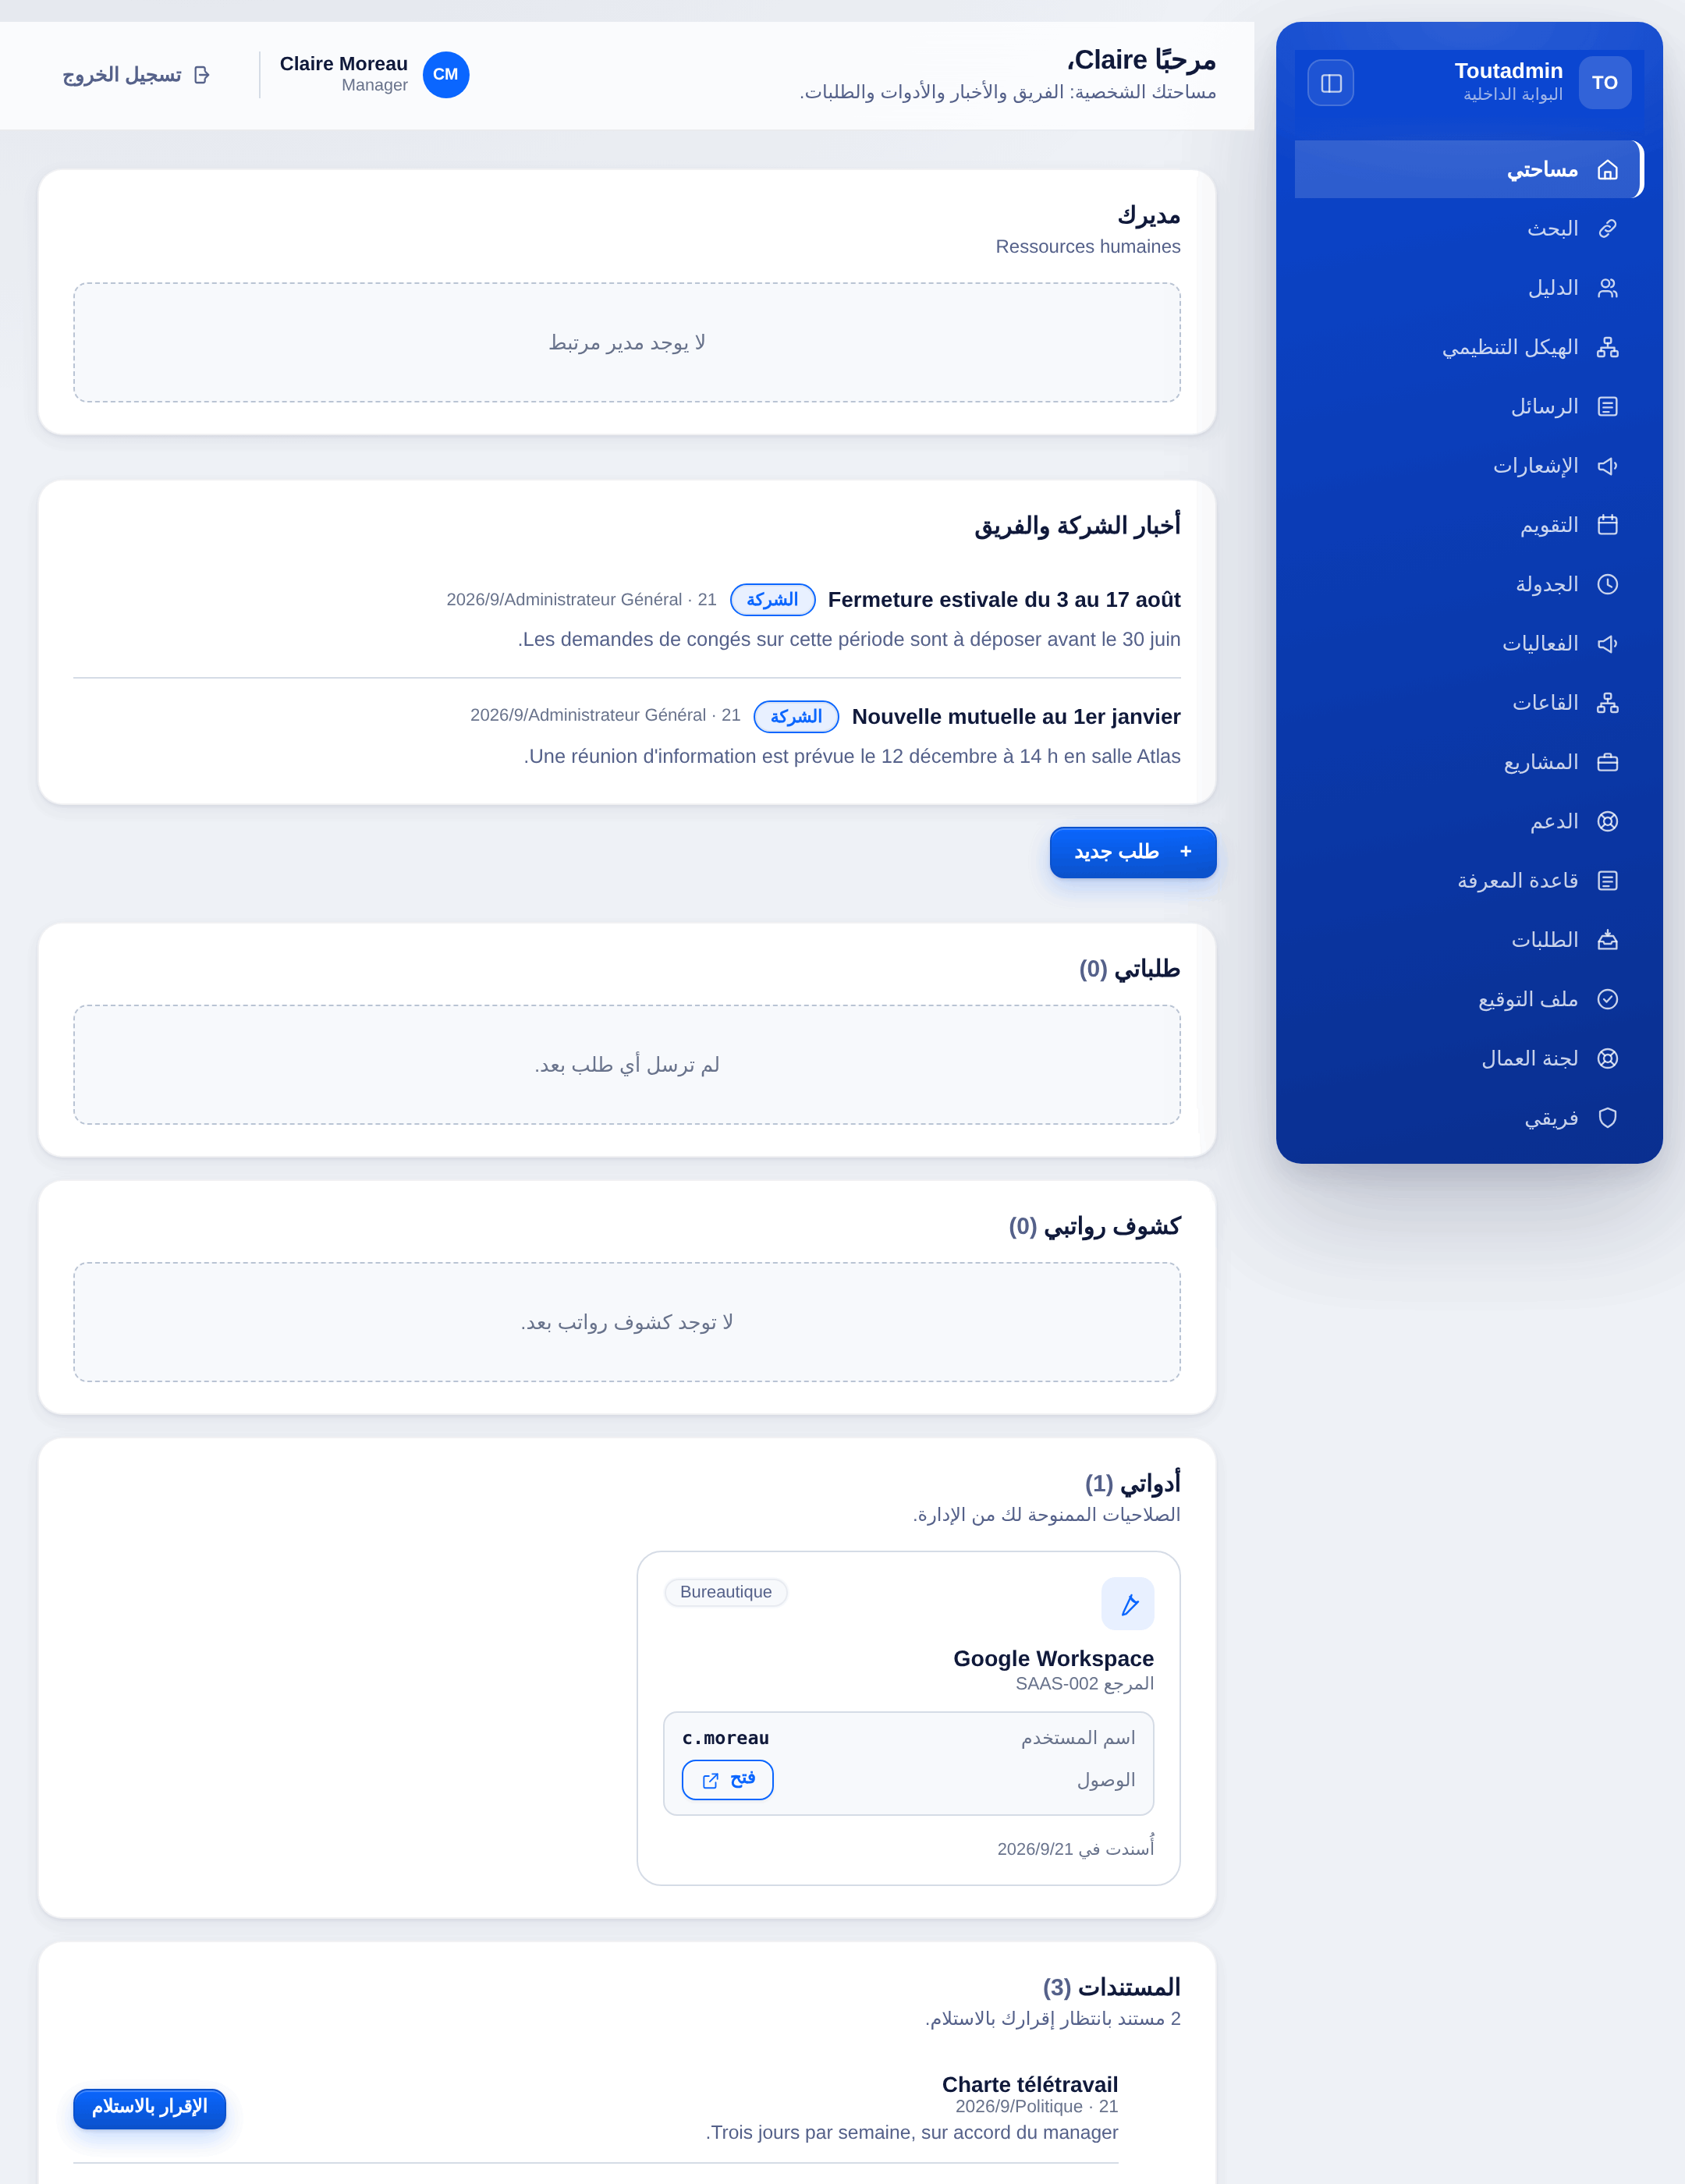 TO
Toutadmin
البوابة الداخلية
مساحتي
البحث
الدليل
الهيكل التنظيمي
الرسائل
الإشعارات
التقويم
الجدولة
الفعاليات
القاعات
المشاريع
الدعم
قاعدة المعرفة
الطلبات
ملف التوقيع
لجنة العمال
فريقي
مرحبًا Claire،
مساحتك الشخصية: الفريق والأخبار والأدوات والطلبات.
CM
Claire Moreau
Manager
تسجيل الخروج
مديرك
Ressources humaines
لا يوجد مدير مرتبط
أخبار الشركة والفريق
Fermeture estivale du 3 au 17 août الشركة 2026/9/Administrateur Général · 21
.Les demandes de congés sur cette période sont à déposer avant le 30 juin
Nouvelle mutuelle au 1er janvier الشركة 2026/9/Administrateur Général · 21
.Une réunion d'information est prévue le 12 décembre à 14 h en salle Atlas
+ طلب جديد
طلباتي (0)
لم ترسل أي طلب بعد.
كشوف رواتبي (0)
لا توجد كشوف رواتب بعد.
أدواتي (1)
الصلاحيات الممنوحة لك من الإدارة.
Bureautique
Google Workspace
المرجع SAAS-002
اسم المستخدم c.moreau
الوصول فتح
أُسندت في 2026/9/21
المستندات (3)
2 مستند بانتظار إقرارك بالاستلام.
Charte télétravail
2026/9/Politique · 21
.Trois jours par semaine, sur accord du manager
الإقرار بالاستلام